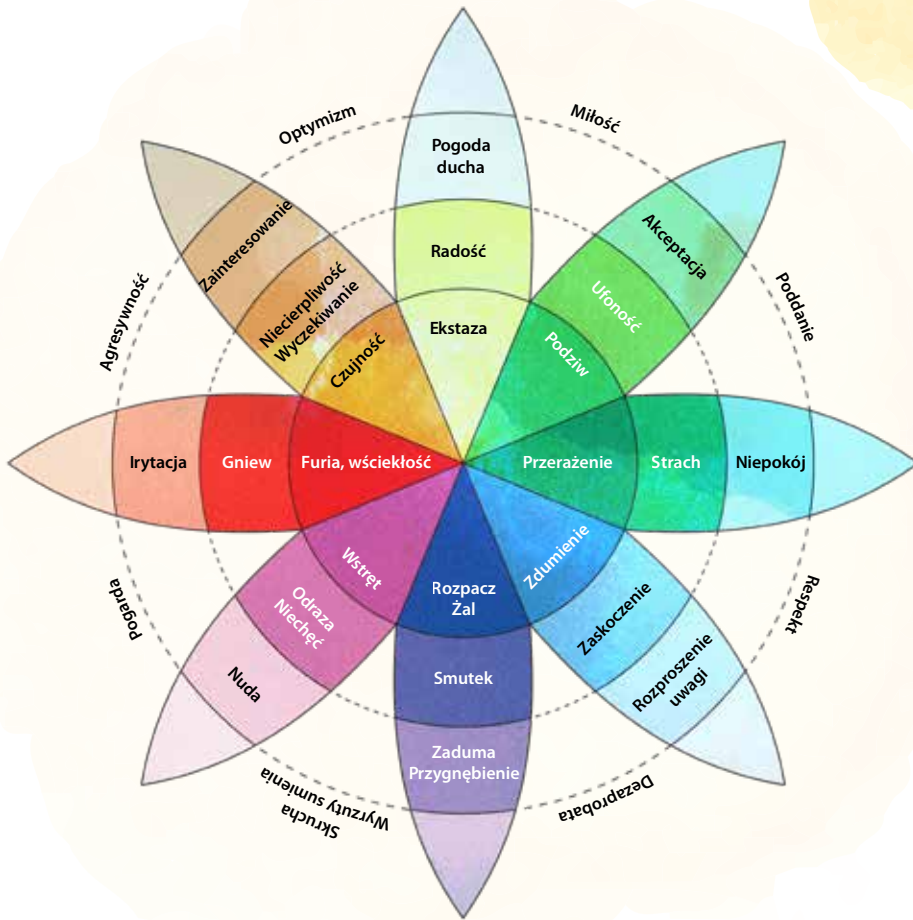 Optymizm
Miłość
Pogoda
ducha
Zainteresowanie
Akceptacja
Agresywność
Radość
Poddanie
Niecierpliwość
Wyczekiwanie
Ufoność
Ekstaza
Czujność
Podziw
Irytacja
Gniew
Furia, wściekłość
Przerażenie
Strach
Niepokój
Wstręt
Zdumienie
Rozpacz
Żal
Odraza
Niechęć
Zaskoczenie
Pogarda
Respekt
Nuda
Smutek
Rozproszenie
uwagi
Zaduma
Przygnębienie
Wyrzuty sumienia
Skrucha
Dezaprobata